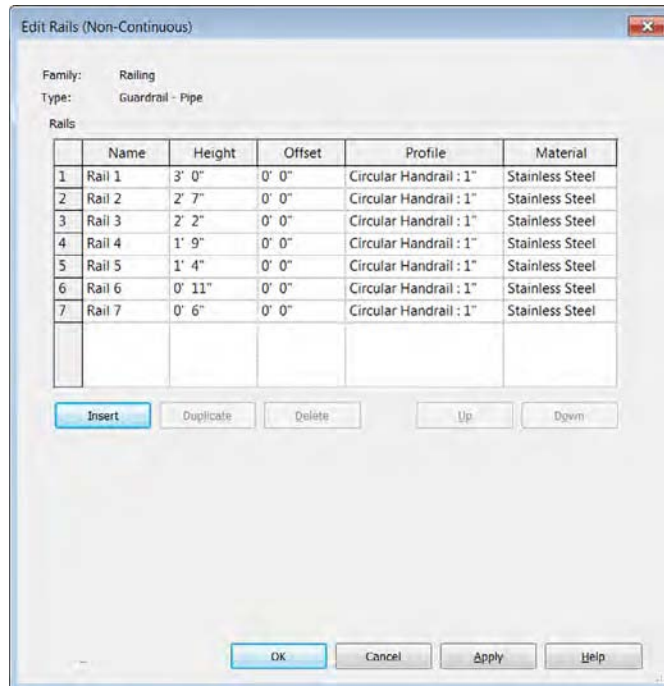 Edit Rails (Non-Continuous)
Family: Railing
Type: Guardrail - Pipe
Rails
Name Height Offset Profile Material
1 Rail 1 3' 0" 0' 0" Circular Handrail : 1" Stainless Steel
2 Rail 2 2' 7" 0' 0" Circular Handrail : 1" Stainless Steel
3 Rail 3 2' 2" 0' 0" Circular Handrail : 1" Stainless Steel
4 Rail 4 1' 9" 0' 0" Circular Handrail : 1" Stainless Steel
5 Rail 5 1' 4" 0' 0" Circular Handrail : 1" Stainless Steel
6 Rail 6 0' 11" 0' 0" Circular Handrail : 1" Stainless Steel
7 Rail 7 0' 6" 0' 0" Circular Handrail : 1" Stainless Steel
Insert Duplicate Delete Up Down
OK Cancel Apply Help